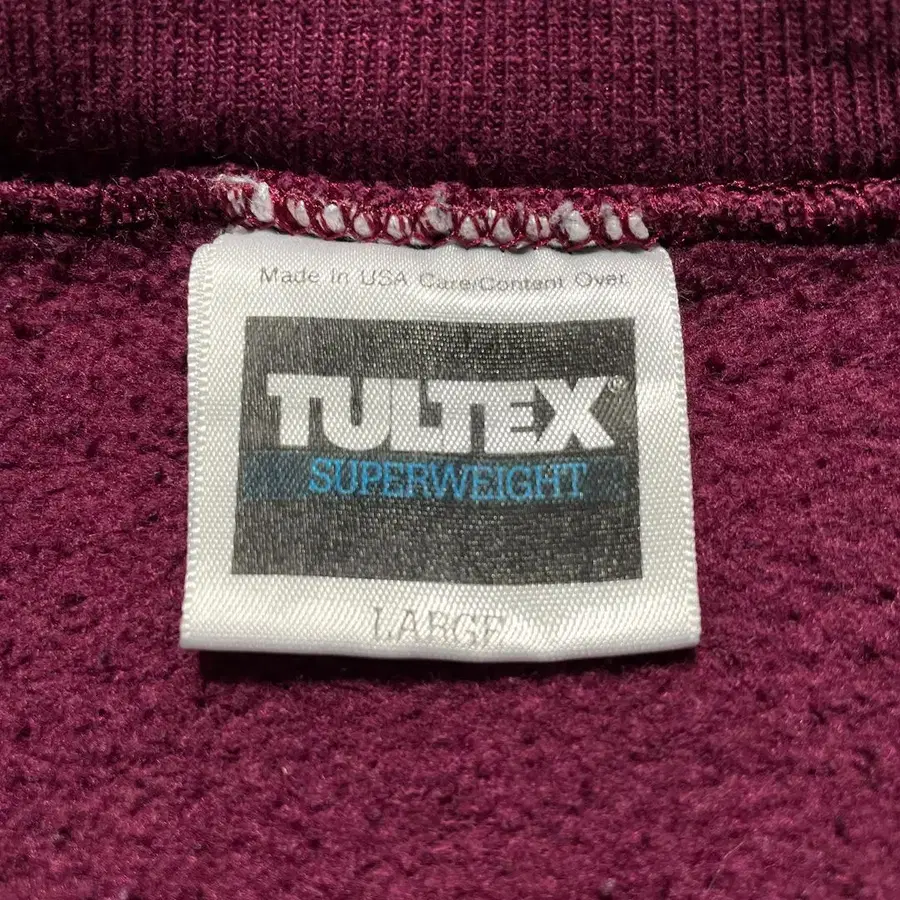 Made In USA Care/Content Over
TULTEX®
SUPERWEIGHT
LARGE